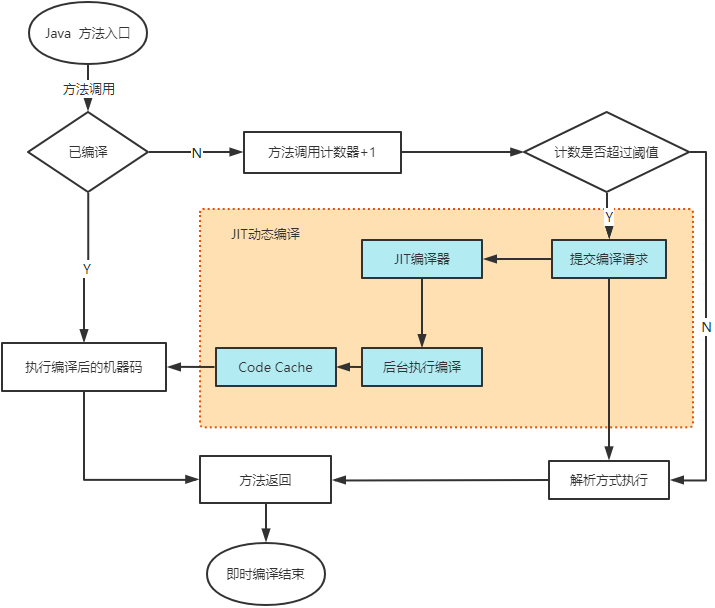 Java 方法入口
方法调用
已编译
N
方法调用计数器+1
计数是否超过阈值
Y
JIT动态编译
JIT编译器
提交编译请求
Y
N
执行编译后的机器码
Code Cache
后台执行编译
方法返回
解析方式执行
即时编译结束